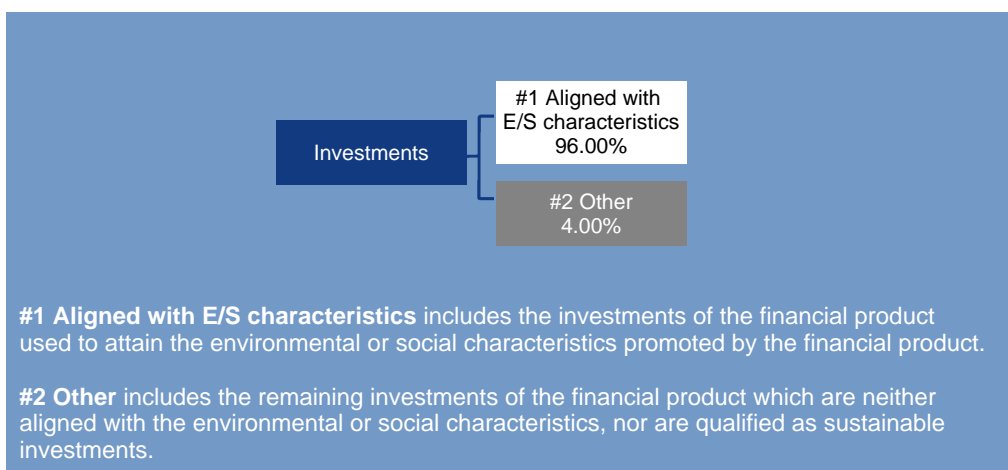 #1 Aligned with
E/S characteristics
96.00%
Investments
#2 Other
4.00%
#1 Aligned with E/S characteristics includes the investments of the financial product
used to attain the environmental or social characteristics promoted by the financial product.
#2 Other includes the remaining investments of the financial product which are neither
aligned with the environmental or social characteristics, nor are qualified as sustainable
investments.